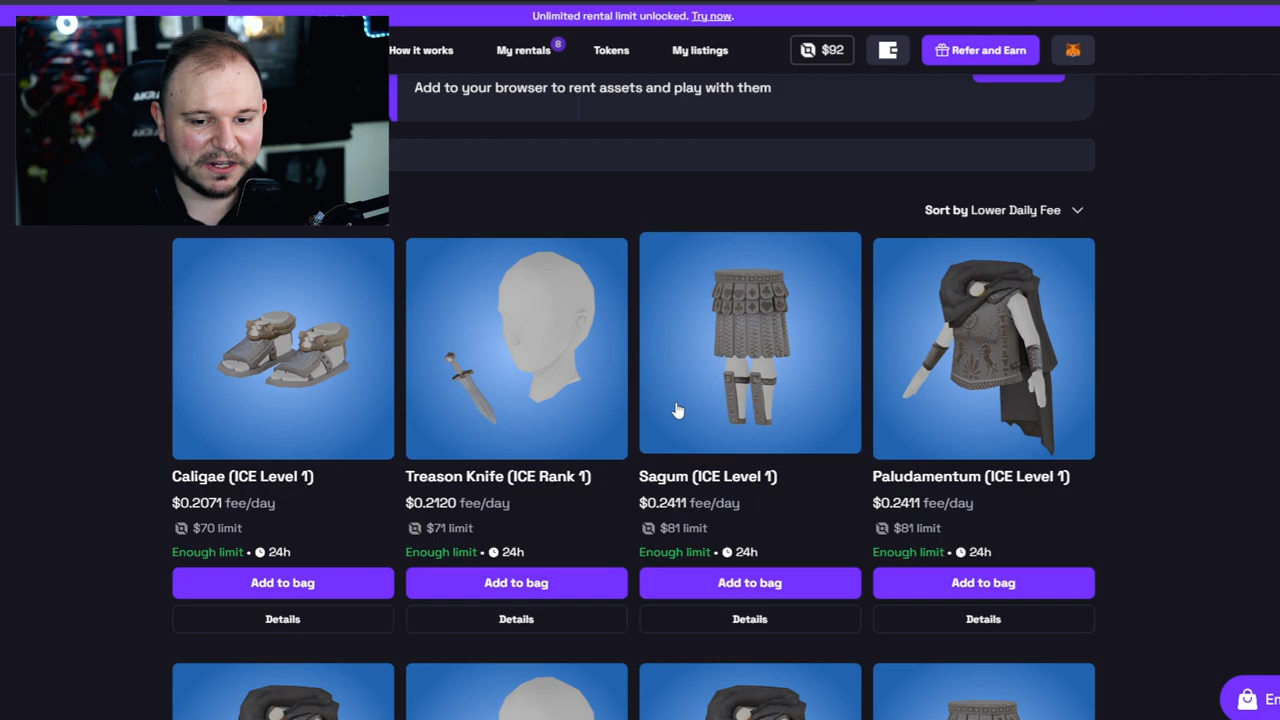 Unlimited rental limit unlocked. Try now.
How it works
My rentals 8
Tokens
My listings
$92
Refer and Earn
Add to your browser to rent assets and play with them
Sort by Lower Daily Fee
Caligae (ICE Level 1)
$0.2071 fee/day
$70 limit
Enough limit • 24h
Add to bag
Details
Treason Knife (ICE Rank 1)
$0.2120 fee/day
$71 limit
Enough limit • 24h
Add to bag
Details
Sagum (ICE Level 1)
$0.2411 fee/day
$81 limit
Enough limit • 24h
Add to bag
Details
Paludamentum (ICE Level 1)
$0.2411 fee/day
$81 limit
Enough limit • 24h
Add to bag
Details